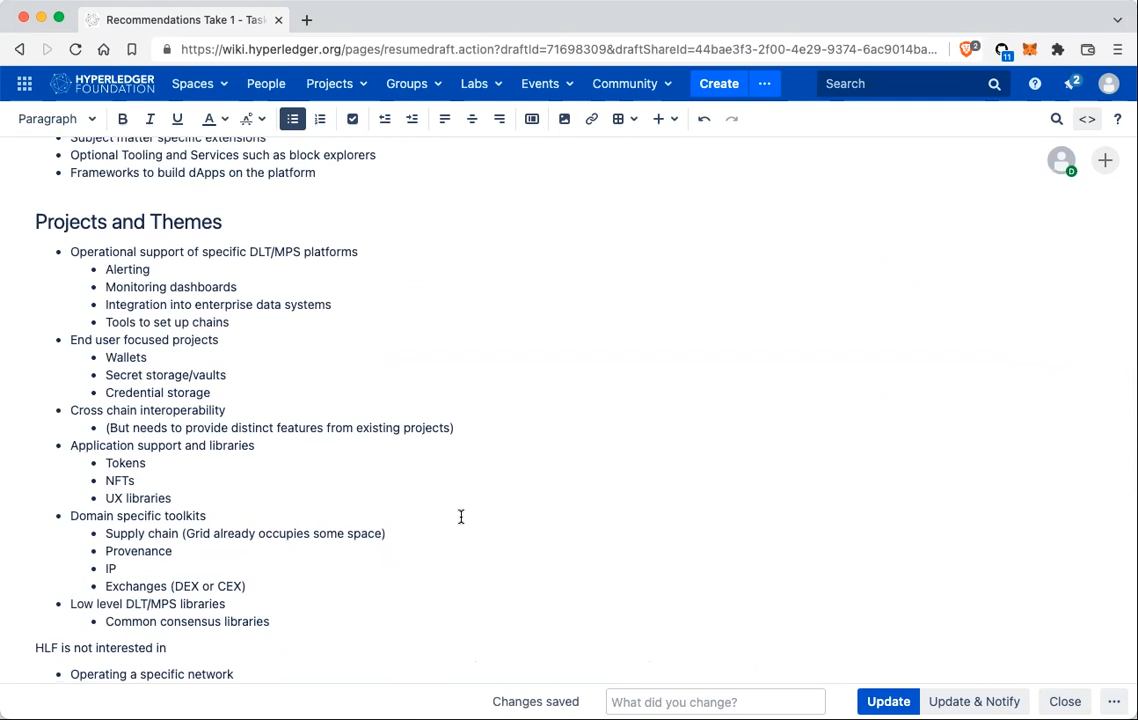 Recommendations Take 1 - Tas
https://wiki.hyperledger.org/pages/resumedraft.action?draftId=71698309&draftShareId=44bae3f3-2f00-4e29-9374-6ac9014ba...
2
11
HYPERLEDGER
FOUNDATION
Spaces
People
Projects
Groups
Labs
Events
Community
Create
Search
2
Paragraph
B
I
U
A
<>
?
D
Subject matter specific extensions
Optional Tooling and Services such as block explorers
Frameworks to build dApps on the platform
Projects and Themes
Operational support of specific DLT/MPS platforms
Alerting
Monitoring dashboards
Integration into enterprise data systems
Tools to set up chains
End user focused projects
Wallets
Secret storage/vaults
Credential storage
Cross chain interoperability
(But needs to provide distinct features from existing projects)
Application support and libraries
Tokens
NFTs
UX libraries
Domain specific toolkits
Supply chain (Grid already occupies some space)
Provenance
IP
Exchanges (DEX or CEX)
Low level DLT/MPS libraries
Common consensus libraries
HLF is not interested in
Operating a specific network
Changes saved
What did you change?
Update
Update & Notify
Close